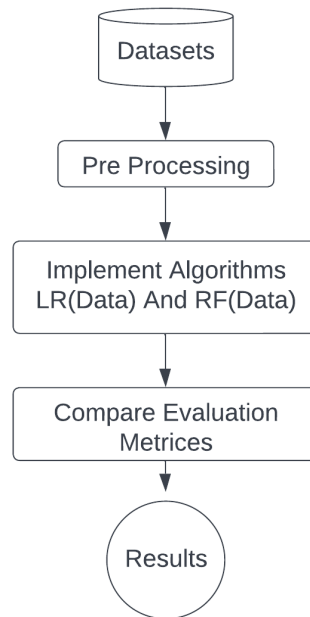 Datasets
Pre Processing
Implement Algorithms
LR(Data) And RF(Data)
Compare Evaluation
Metrices
Results